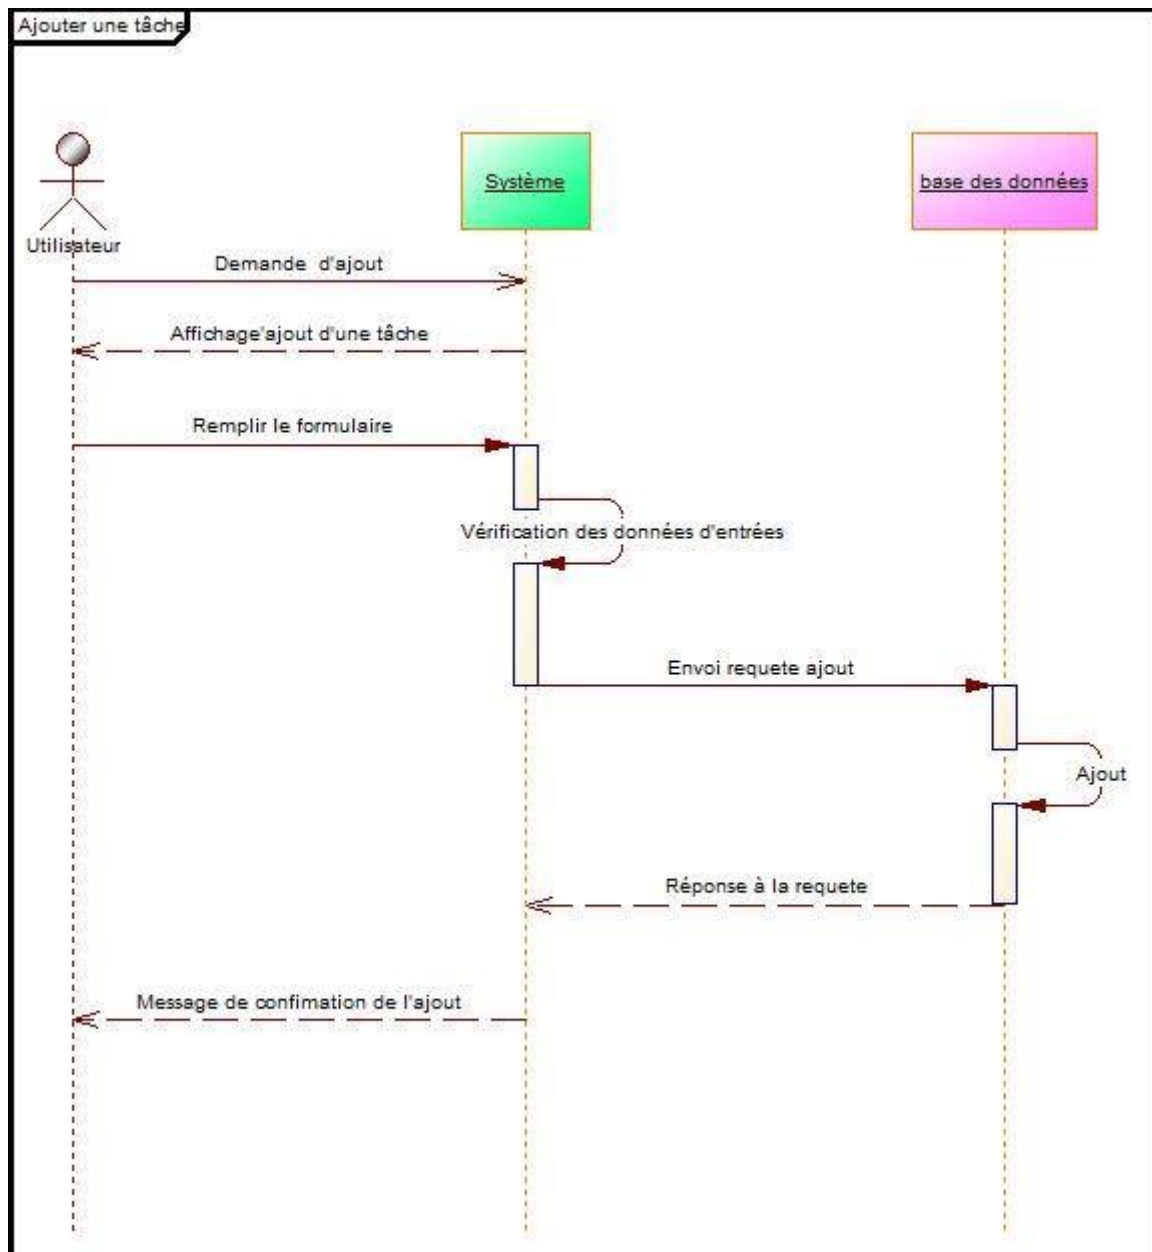 Ajouter une tâche
Système
base des données
Utilisateur
Demande d'ajout
Affichage'ajout d'une tâche
Remplir le formulaire
Vérification des données d'entrées
Envoi requete ajout
Ajout
Réponse à la requete
Message de confimation de l'ajout